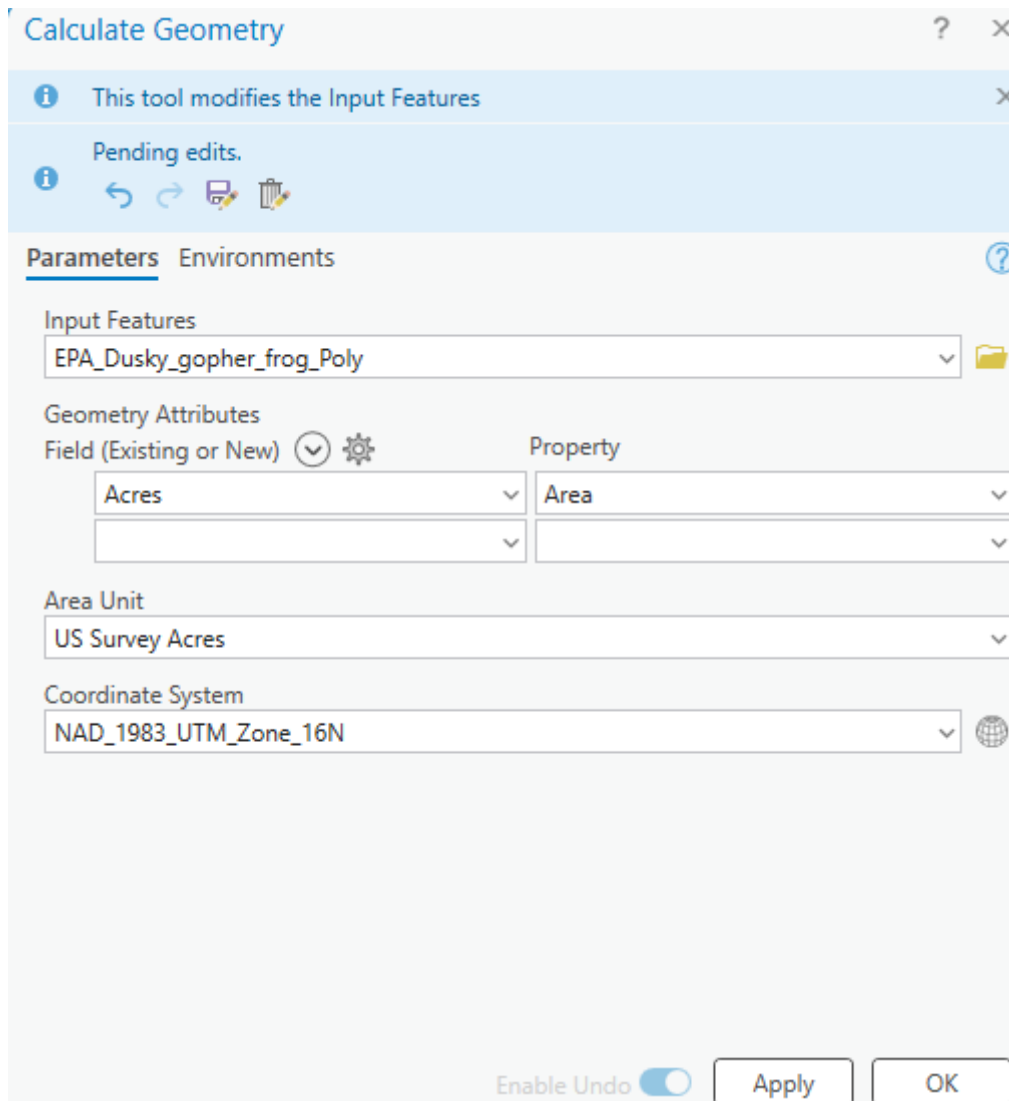 Calculate Geometry ?
This tool modifies the Input Features
Pending edits.
Parameters Environments
Input Features
EPA_Dusky_gopher_frog_Poly
Geometry Attributes
Field (Existing or New) Property
Acres Area
Area Unit
US Survey Acres
Coordinate System
NAD_1983_UTM_Zone_16N
Enable Undo Apply OK